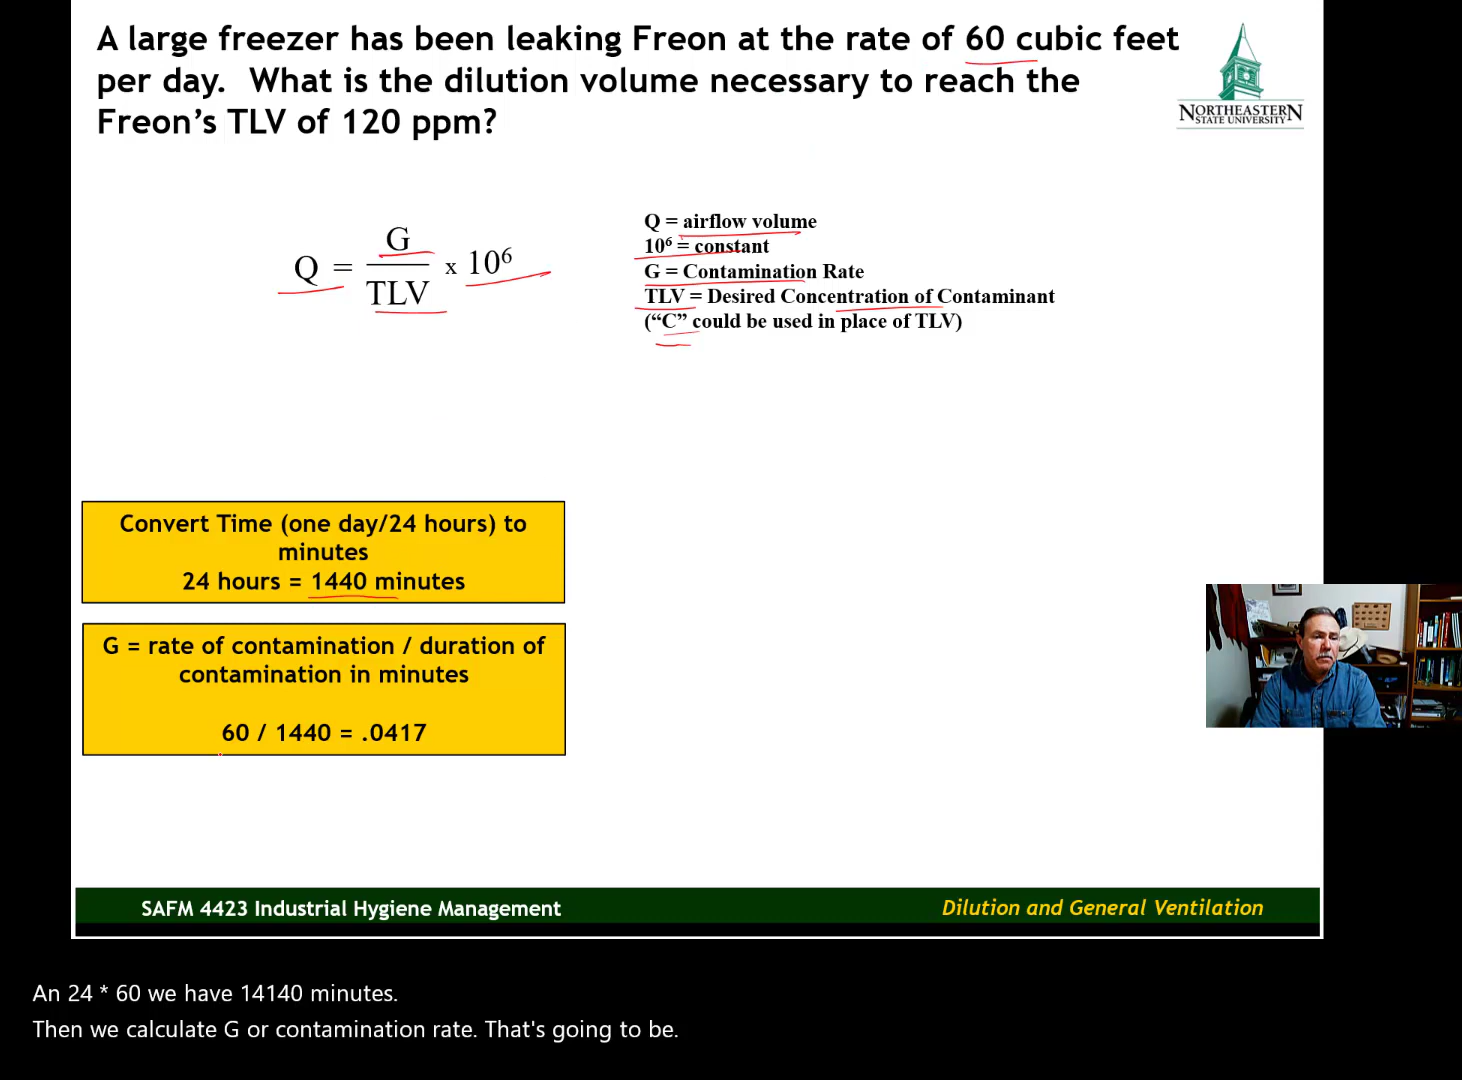 A large freezer has been leaking Freon at the rate of 60 cubic feet
per day. What is the dilution volume necessary to reach the
Freon's TLV of 120 ppm?
NORTHEASTERN
STATE UNIVERSITY
Q = G / TLV x 10⁶
Q = airflow volume
10⁶ = constant
G = Contamination Rate
TLV = Desired Concentration of Contaminant
(“C” could be used in place of TLV)
Convert Time (one day/24 hours) to
minutes
24 hours = 1440 minutes
G = rate of contamination / duration of
contamination in minutes
60 / 1440 = .0417
SAFM 4423 Industrial Hygiene Management
Dilution and General Ventilation
An 24 * 60 we have 14140 minutes.
Then we calculate G or contamination rate. That's going to be.